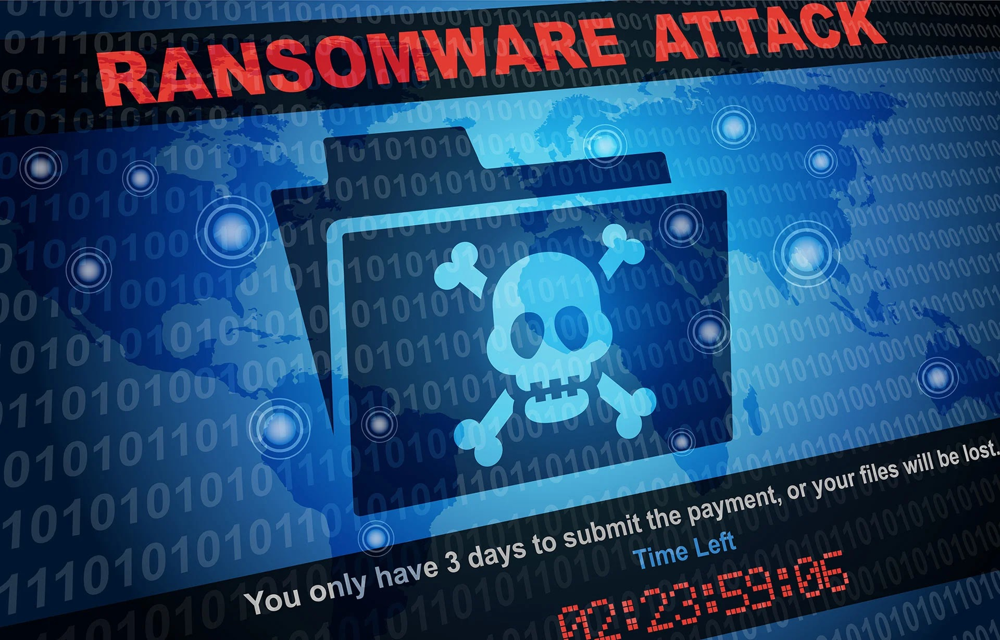 RANSOMWARE ATTACK
You only have 3 days to submit the payment, or your files will be lost.
Time Left
02:23:59:06